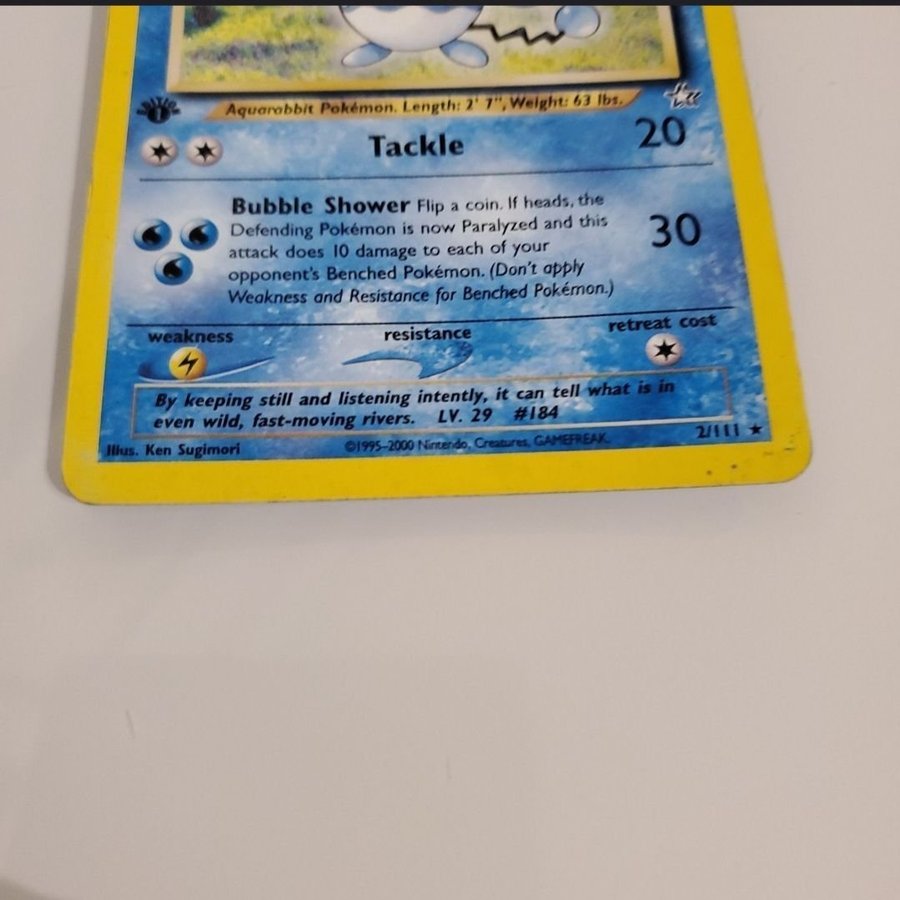 Aquarabbit Pokémon. Length: 2' 7", Weight: 63 lbs.
1
Tackle 20
Bubble Shower Flip a coin. If heads, the
Defending Pokémon is now Paralyzed and this
attack does 10 damage to each of your
opponent's Benched Pokémon. (Don't apply
Weakness and Resistance for Benched Pokémon.)
30
weakness resistance retreat cost
By keeping still and listening intently, it can tell what is in
even wild, fast-moving rivers. LV. 29 #184
Illus. Ken Sugimori ©1995-2000 Nintendo, Creatures, GAMEFREAK. 2/111 ★